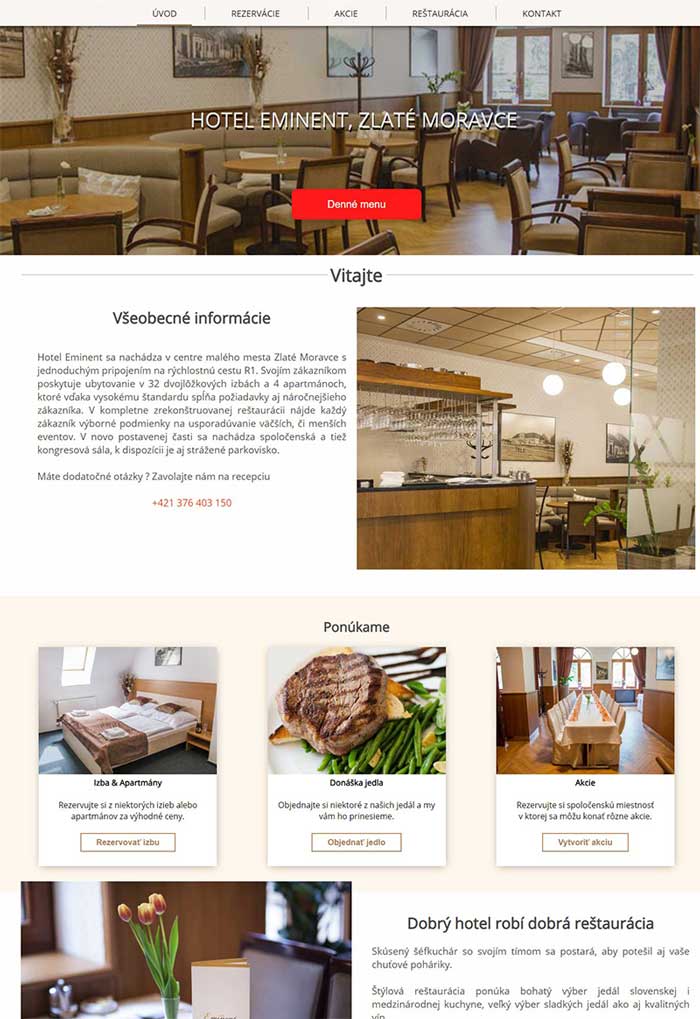 ÚVOD
REZERVÁCIE
AKCIE
REŠTAURÁCIA
KONTAKT
HOTEL EMINENT, ZLATÉ MORAVCE
Denné menu
Vitajte
Všeobecné informácie
Hotel Eminent sa nachádza v centre malého mesta Zlaté Moravce s
jednoduchým pripojením na rýchlostnú cestu R1. Svojím zákazníkom
poskytuje ubytovanie v 32 dvojlôžkových izbách a 4 apartmánoch,
ktoré vďaka vysokému štandardu spĺňa požiadavky aj náročnejšieho
zákazníka. V kompletne zrekonštruovanej reštaurácii nájde každý
zákazník výborné podmienky na usporadúvanie väčších, či menších
eventov. V novo postavenej časti sa nachádza spoločenská a tiež
kongresová sála, k dispozícii je aj strážené parkovisko.
Máte dodatočné otázky ? Zavolajte nám na recepciu
+421 376 403 150
Ponúkame
Izba & Apartmány
Rezervujte si z niektorých izieb alebo
apartmánov za výhodné ceny.
Rezervovať izbu
Donáška jedla
Objednajte si niektoré z našich jedál a my
vám ho prinesieme.
Objednať jedlo
Akcie
Rezervujte si spoločenskú miestnosť
v ktorej sa môžu konať rôzne akcie.
Vytvoriť akciu
Dobrý hotel robí dobrá reštaurácia
Skúsený šéfkuchár so svojím tímom sa postará, aby potešil aj vaše
chuťové poháriky.
Štýlová reštaurácia ponúka bohatý výber jedál slovenskej i
medzinárodnej kuchyne, veľký výber sladkých jedál ako aj kvalitných
vín.